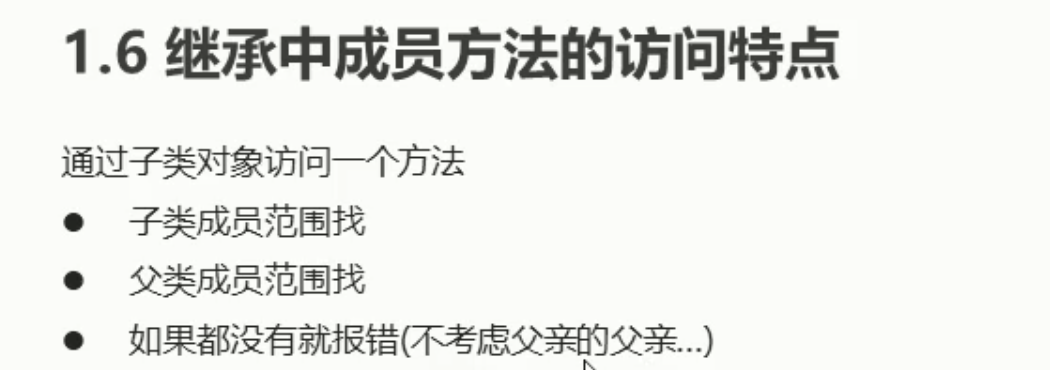 1.6 继承中成员方法的访问特点
通过子类对象访问一个方法
● 子类成员范围找
● 父类成员范围找
● 如果都没有就报错(不考虑父亲的父亲...)